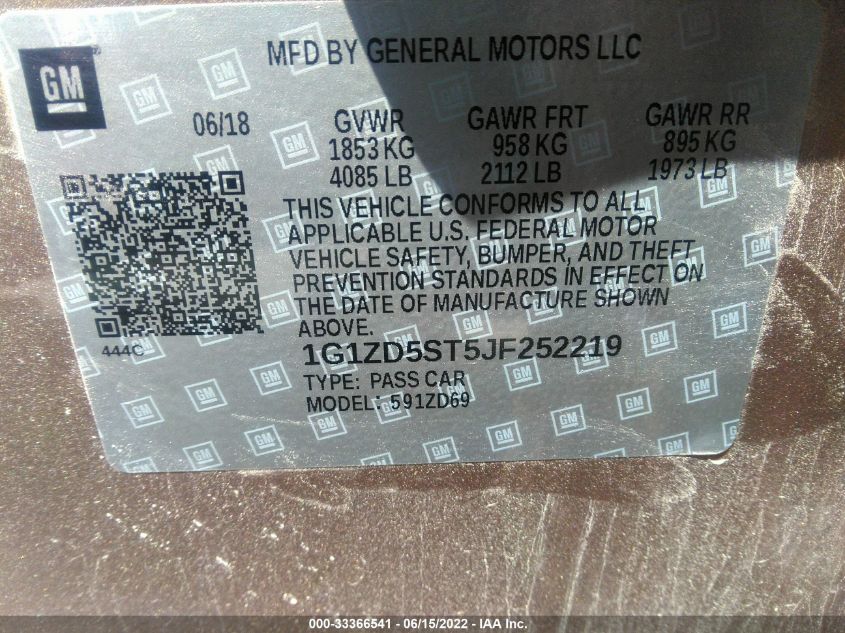 GM
MFD BY GENERAL MOTORS LLC
06/18 GVWR GAWR FRT GAWR RR
1853 KG 958 KG 895 KG
4085 LB 2112 LB 1973 LB
THIS VEHICLE CONFORMS TO ALL
APPLICABLE U.S. FEDERAL MOTOR
VEHICLE SAFETY, BUMPER, AND THEFT
PREVENTION STANDARDS IN EFFECT ON
THE DATE OF MANUFACTURE SHOWN
ABOVE.
444C
1G1ZD5ST5JF252219
TYPE: PASS CAR
MODEL: 591ZD69
000-33366541 - 06/15/2022 - IAA Inc.